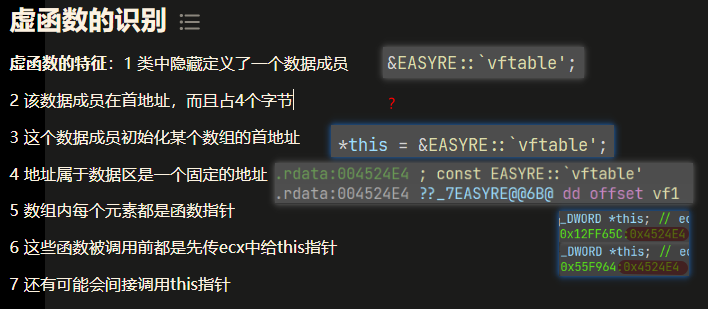 虚函数的识别
虚函数的特征：1 类中隐藏定义了一个数据成员
&EASYRE::`vftable';
2 该数据成员在首地址，而且占4个字节
?
3 这个数据成员初始化某个数组的首地址
*this = &EASYRE::`vftable';
4 地址属于数据区是一个固定的地址
.rdata:004524E4 ; const EASYRE::`vftable'
.rdata:004524E4 ??_7EASYRE@@6B@ dd offset vf1
5 数组内每个元素都是函数指针
_DWORD *this; // ec
0x12FF65C:0x4524E4
6 这些函数被调用前都是先传ecx中给this指针
_DWORD *this; // ec
0x55F964:0x4524E4
7 还有可能会间接调用this指针